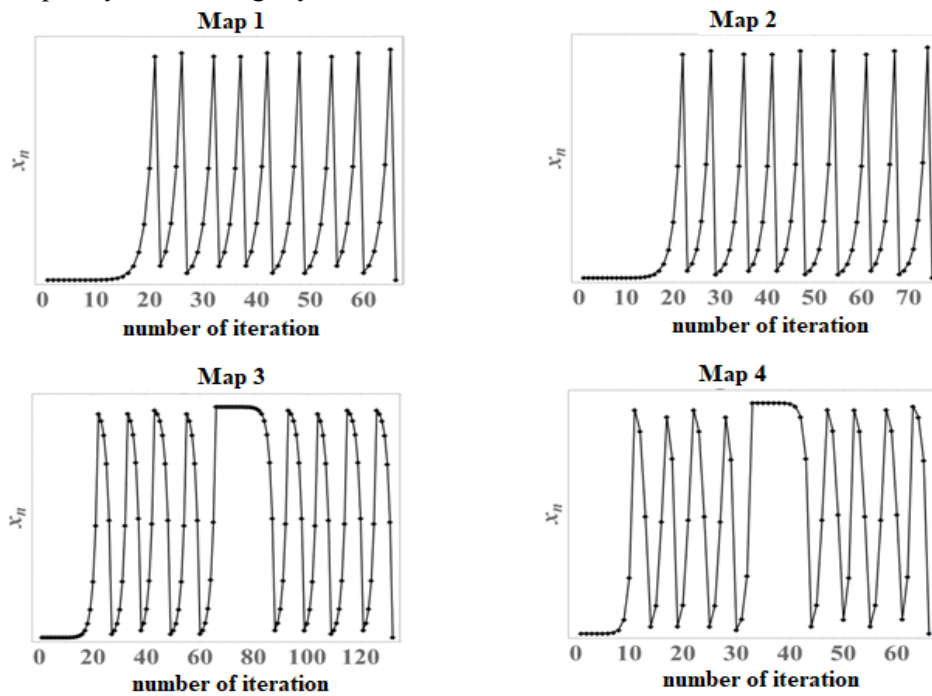 Map 1
x_n
0 10 20 30 40 50 60
number of iteration
Map 2
x_n
0 10 20 30 40 50 60 70
number of iteration
Map 3
x_n
0 20 40 60 80 100 120
number of iteration
Map 4
x_n
0 10 20 30 40 50 60
number of iteration